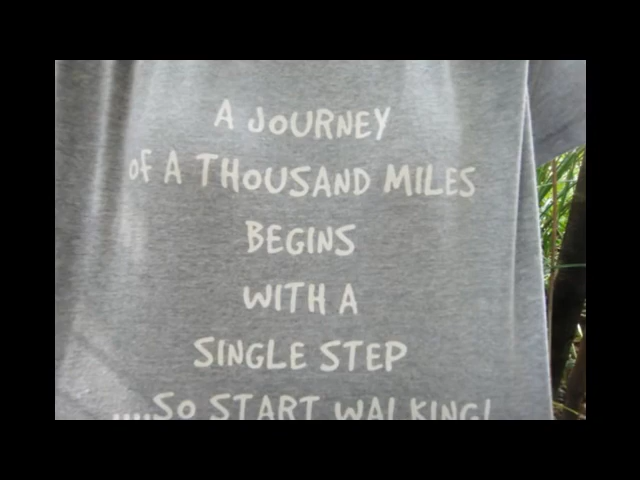 A JOURNEY
OF A THOUSAND MILES
BEGINS
WITH A
SINGLE STEP
....SO START WALKING!